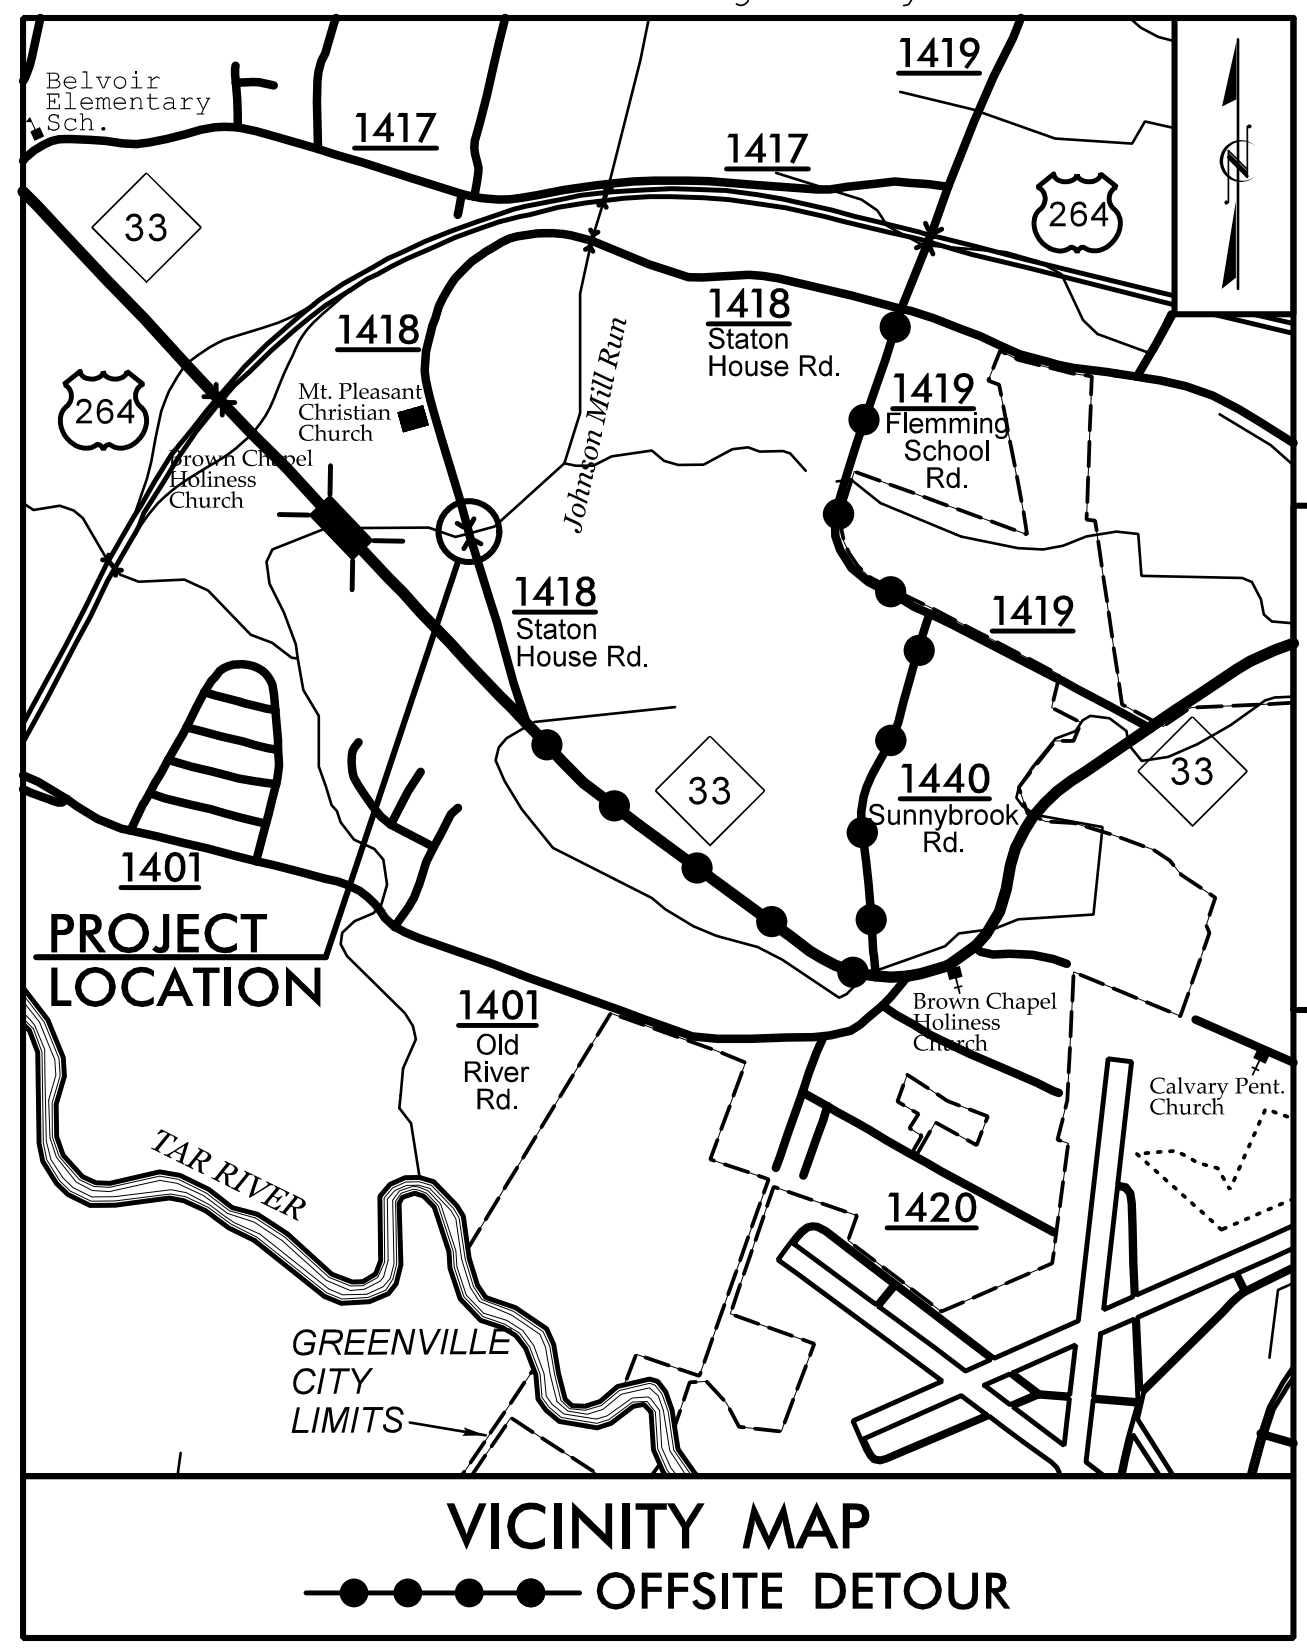 1419
Belvoir
Elementary
Sch.
1417
1417
33
264
1418
1418
Staton
House Rd.
Johnson Mill Run
264
Mt. Pleasant
Christian
Church
1419
Flemming
School
Rd.
Brown Chapel
Holiness
Church
1418
Staton
House Rd.
1419
33
33
1440
Sunnybrook
Rd.
1401
PROJECT
LOCATION
1401
Old
River
Rd.
Brown Chapel
Holiness
Church
Calvary Pent.
Church
TAR RIVER
1420
GREENVILLE
CITY
LIMITS
VICINITY MAP
OFFSITE DETOUR